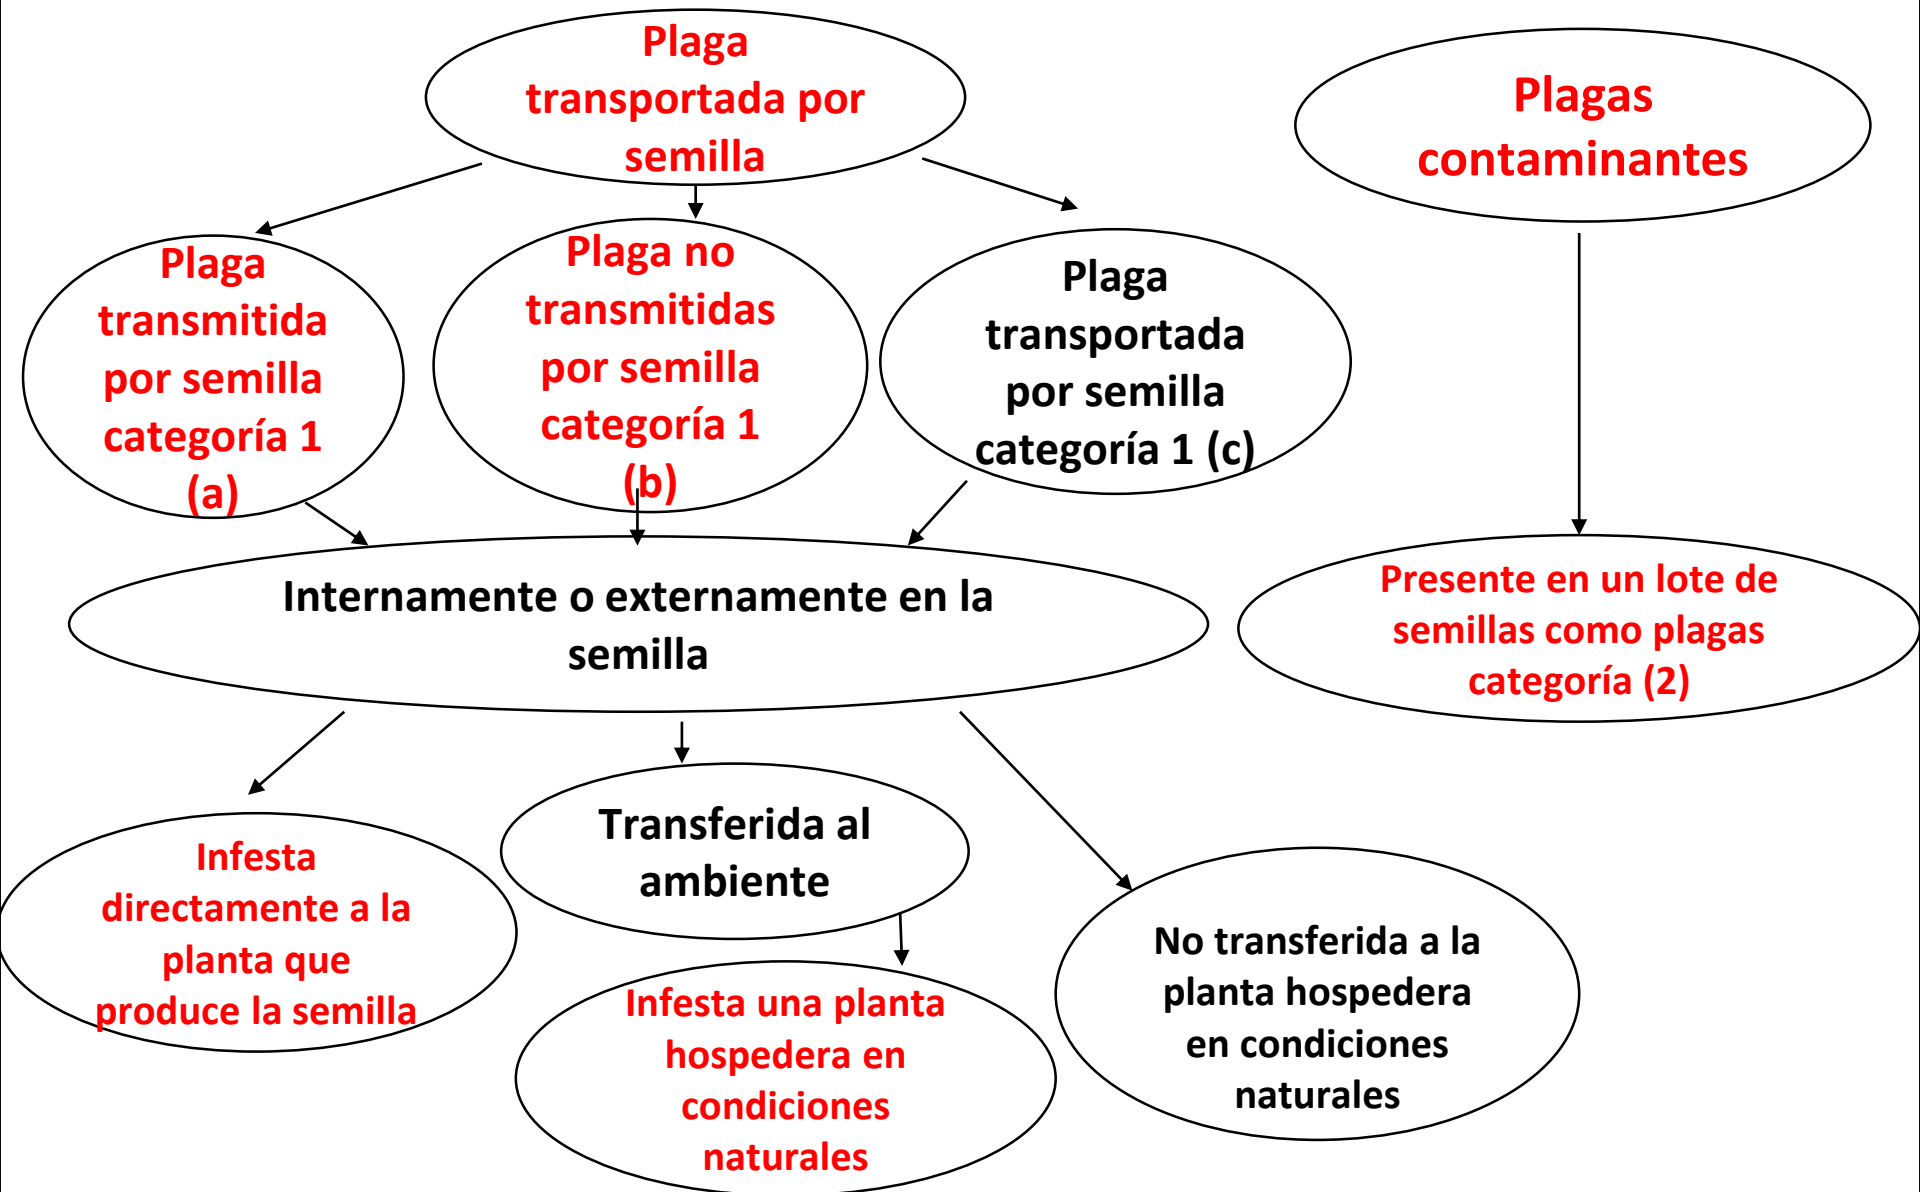 Plaga
transportada por
semilla
Plagas
contaminantes
Plaga
transmitida
por semilla
categoría 1
(a)
Plaga no
transmitidas
por semilla
categoría 1
(b)
Plaga
transportada
por semilla
categoría 1 (c)
Internamente o externamente en la
semilla
Presente en un lote de
semillas como plagas
categoría (2)
Infesta
directamente a la
planta que
produce la semilla
Transferida al
ambiente
Infesta una planta
hospedera en
condiciones
naturales
No transferida a la
planta hospedera
en condiciones
naturales